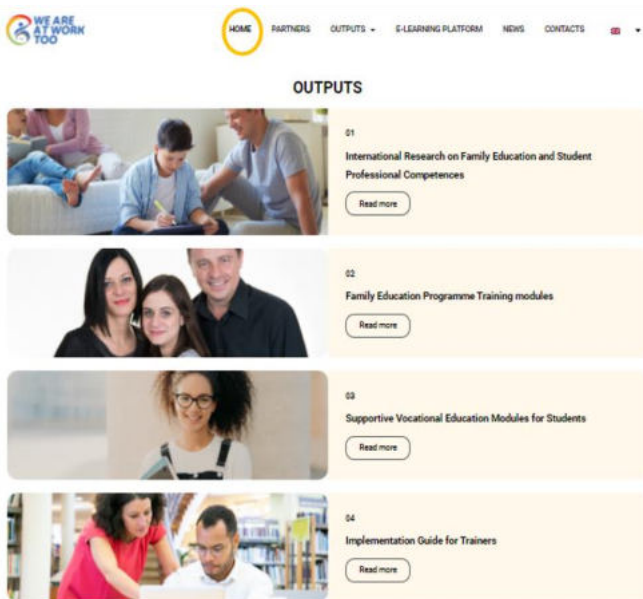 WE ARE
AT WORK
TOO
HOME PARTNERS OUTPUTS E-LEARNING PLATFORM NEWS CONTACTS
OUTPUTS
01
International Research on Family Education and Student
Professional Competences
Read more
02
Family Education Programme Training modules
Read more
03
Supportive Vocational Education Modules for Students
Read more
04
Implementation Guide for Trainers
Read more